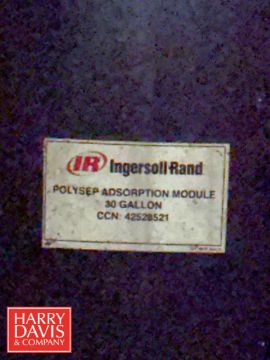 IR Ingersoll-Rand
POLYSEP ADSORPTION MODULE
30 GALLON
CCN: 42528521
HARRY
DAVIS
& COMPANY